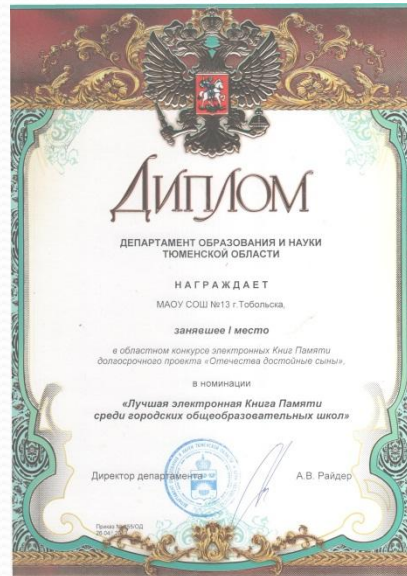 ДИПЛОМ
ДЕПАРТАМЕНТ ОБРАЗОВАНИЯ И НАУКИ
ТЮМЕНСКОЙ ОБЛАСТИ
НАГРАЖДАЕТ
МАОУ СОШ №13 г.Тобольска,
занявшее I место
в областном конкурсе электронных Книг Памяти
долгосрочного проекта «Отечества достойные сыны»,
в номинации
«Лучшая электронная Книга Памяти
среди городских общеобразовательных школ»
Директор департамента
А.В. Райдер